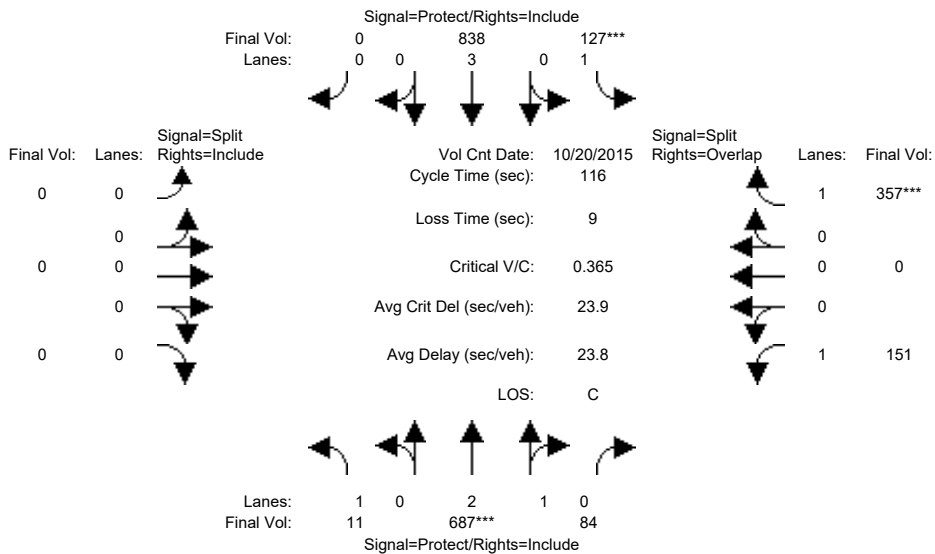 Signal=Protect/Rights=Include
Final Vol: 0 838 127***
Lanes: 0 0 3 0 1
Signal=Split
Final Vol: Lanes: Rights=Include
Vol Cnt Date: 10/20/2015
Signal=Split
Rights=Overlap Lanes: Final Vol:
Cycle Time (sec): 116
0 0
1 357***
Loss Time (sec): 9
0
0
0 0
Critical V/C: 0.365
0 0
0
Avg Crit Del (sec/veh): 23.9
0
0 0
Avg Delay (sec/veh): 23.8
1 151
LOS: C
Lanes: 1 0 2 1 0
Final Vol: 11 687*** 84
Signal=Protect/Rights=Include